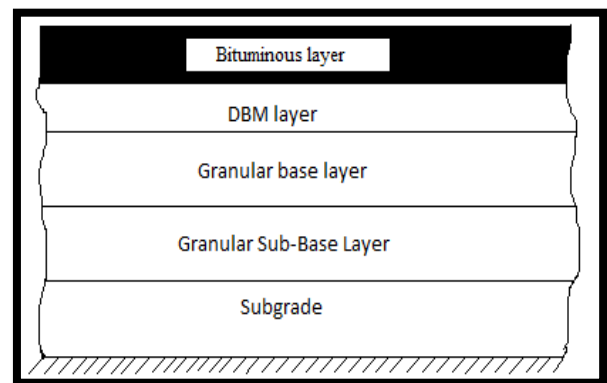 Bituminous layer
DBM layer
Granular base layer
Granular Sub-Base Layer
Subgrade